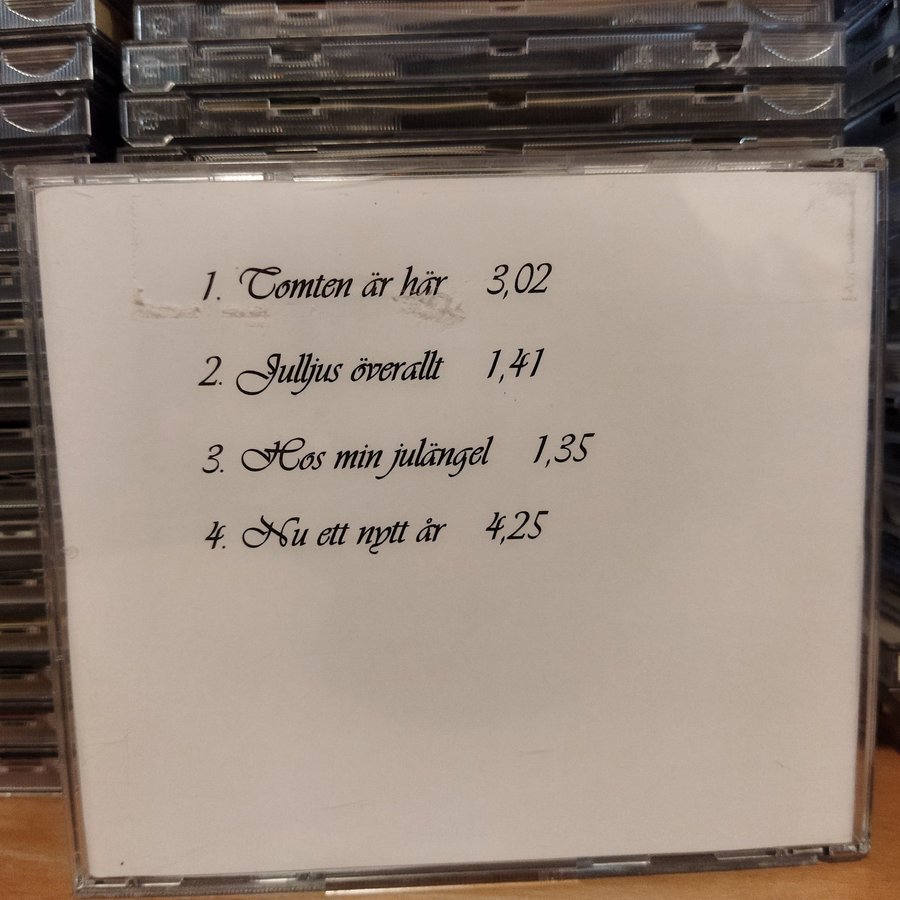 1. Tomten är här 3,02
2. Julljus överallt 1,41
3. Hos min julängel 1,35
4. Nu ett nytt år 4,25